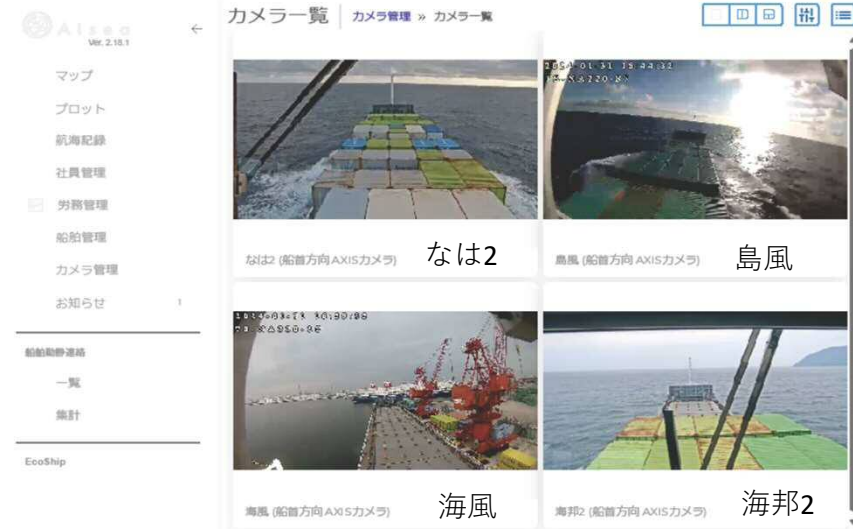 Alsea
Ver. 2.18.1
←
マップ
プロット
航海記録
社員管理
労務管理
船舶管理
カメラ管理
お知らせ 1
船舶動静連絡
一覧
集計
EcoShip
カメラ一覧 カメラ管理 » カメラ一覧
なは2 (船首方向AXISカメラ) なは2
島風 (船首方向AXISカメラ) 島風
海風 (船首方向AXISカメラ) 海風
海邦2 (船首方向AXISカメラ) 海邦2